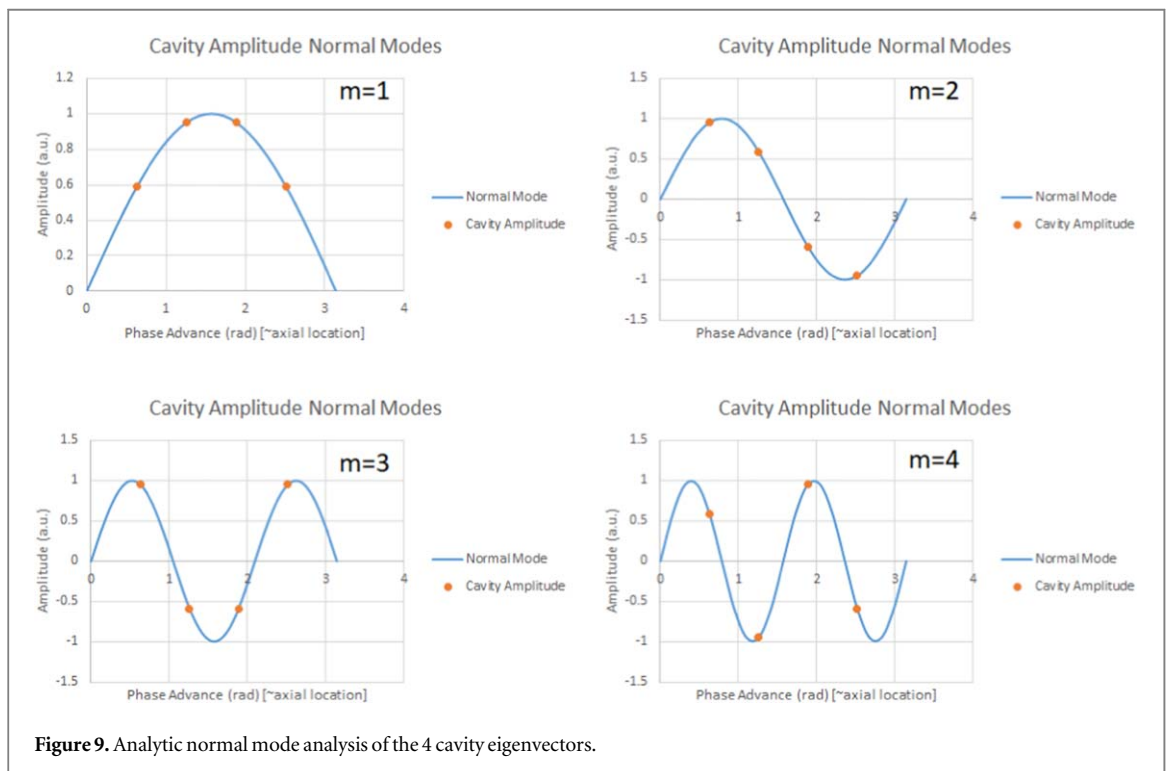 Cavity Amplitude Normal Modes
m=1
1.2
1
0.8
0.6
0.4
0.2
0
0 1 2 3 4
Amplitude (a.u.)
Phase Advance (rad) [~axial location]
Normal Mode
Cavity Amplitude
Cavity Amplitude Normal Modes
m=2
1.5
1
0.5
0
-0.5
-1
-1.5
0 1 2 3 4
Amplitude (a.u.)
Phase Advance (rad) [~axial location]
Normal Mode
Cavity Amplitude
Cavity Amplitude Normal Modes
m=3
1.5
1
0.5
0
-0.5
-1
-1.5
0 1 2 3 4
Amplitude (a.u.)
Phase Advance (rad) [~axial location]
Normal Mode
Cavity Amplitude
Cavity Amplitude Normal Modes
m=4
1.5
1
0.5
0
-0.5
-1
-1.5
0 1 2 3 4
Amplitude (a.u.)
Phase Advance (rad) [~axial location]
Normal Mode
Cavity Amplitude
Figure 9. Analytic normal mode analysis of the 4 cavity eigenvectors.